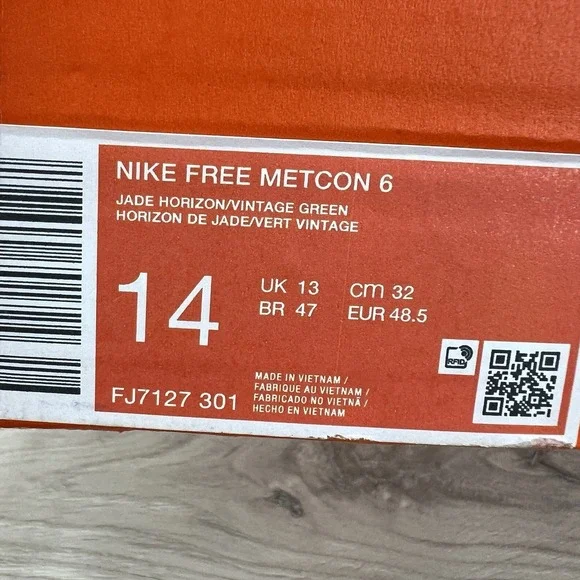 NIKE FREE METCON 6
JADE HORIZON/VINTAGE GREEN
HORIZON DE JADE/VERT VINTAGE
14
UK 13 cm 32
BR 47 EUR 48.5
RFID
FJ7127 301
MADE IN VIETNAM /
FABRIQUE AU VIETNAM /
FABRICADO NO VIETNÃ /
HECHO EN VIETNAM